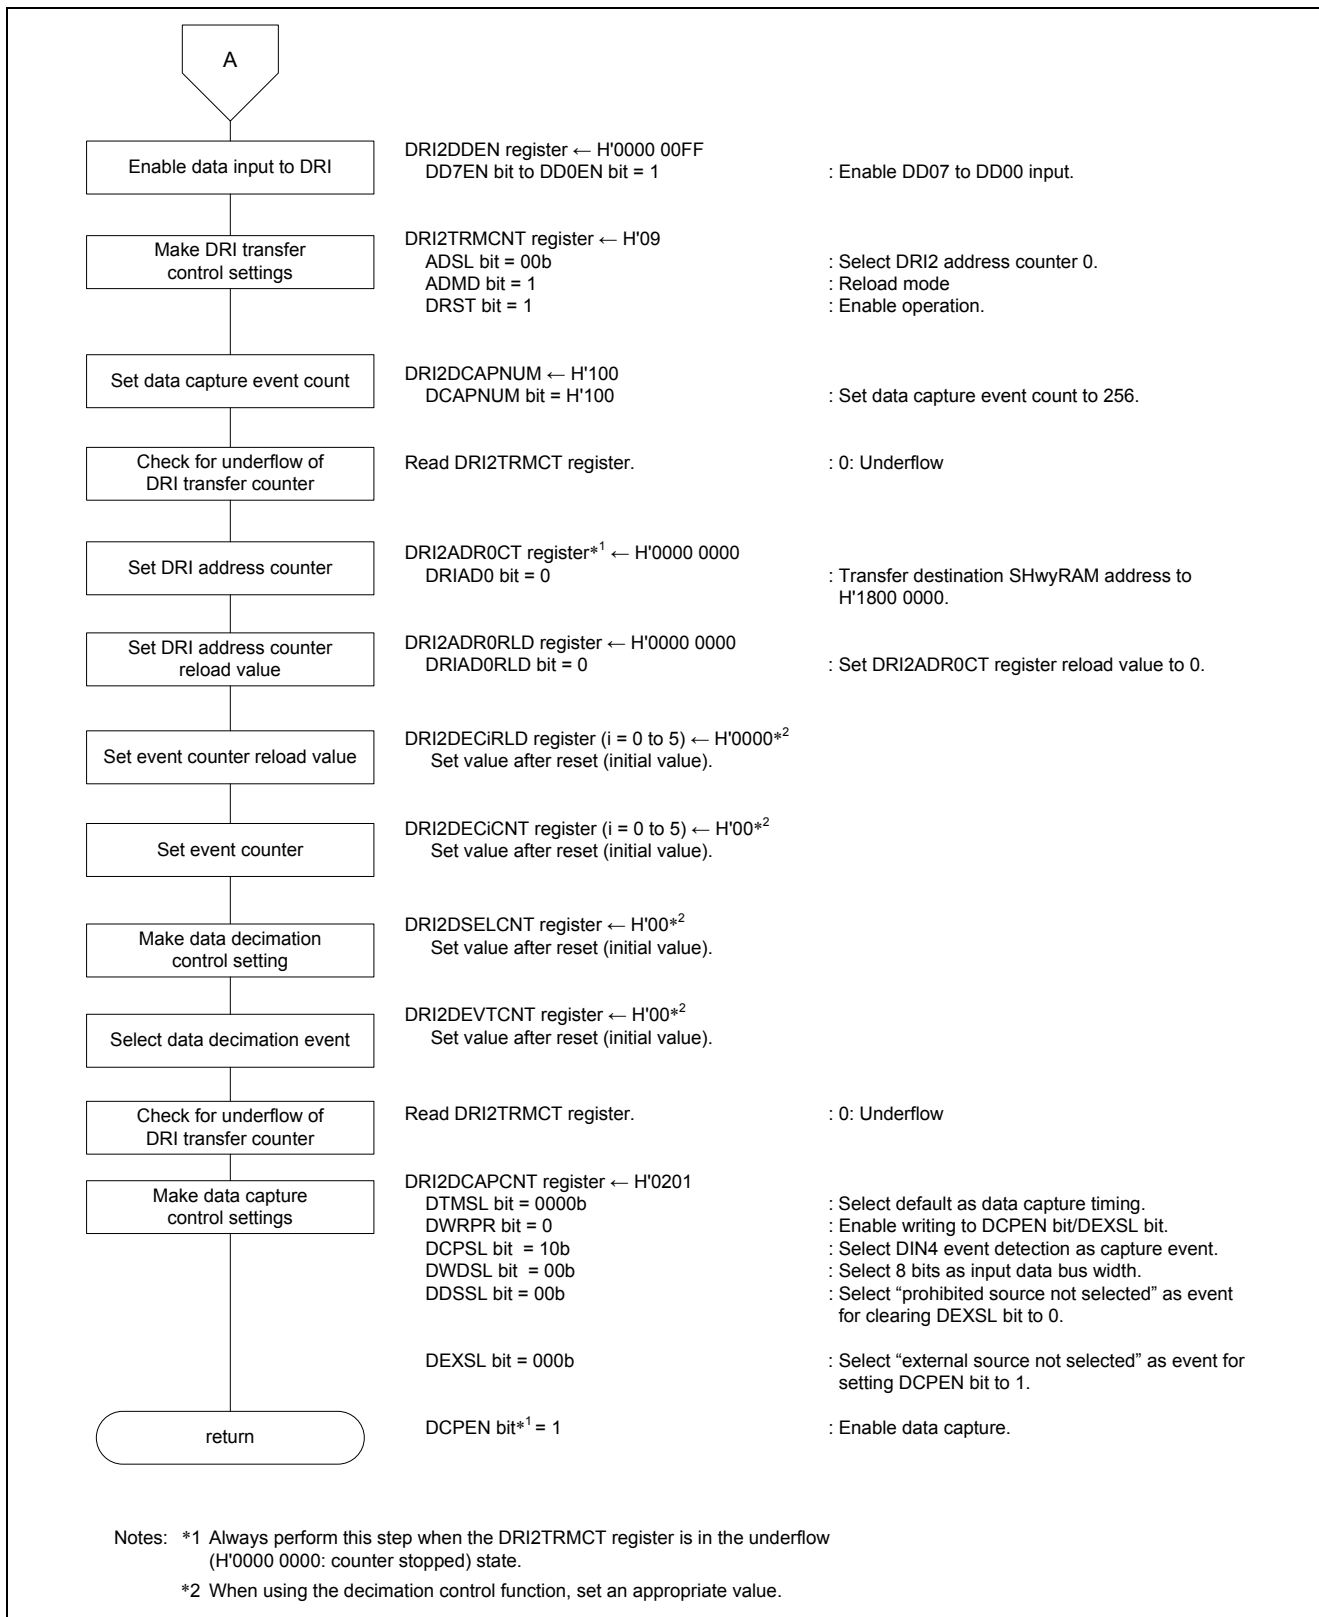 A
Enable data input to DRI
DRI2DDEN register ← H'0000 00FF
DD7EN bit to DD0EN bit = 1 : Enable DD07 to DD00 input.
Make DRI transfer
control settings
DRI2TRMCNT register ← H'09
ADSL bit = 00b : Select DRI2 address counter 0.
ADMD bit = 1 : Reload mode
DRST bit = 1 : Enable operation.
Set data capture event count
DRI2DCAPNUM ← H'100
DCAPNUM bit = H'100 : Set data capture event count to 256.
Check for underflow of
DRI transfer counter
Read DRI2TRMCT register. : 0: Underflow
Set DRI address counter
DRI2ADR0CT register*1 ← H'0000 0000
DRIAD0 bit = 0 : Transfer destination SHwyRAM address to
H'1800 0000.
Set DRI address counter
reload value
DRI2ADR0RLD register ← H'0000 0000
DRIAD0RLD bit = 0 : Set DRI2ADR0CT register reload value to 0.
Set event counter reload value
DRI2DECiRLD register (i = 0 to 5) ← H'0000*2
Set value after reset (initial value).
Set event counter
DRI2DECiCNT register (i = 0 to 5) ← H'00*2
Set value after reset (initial value).
Make data decimation
control setting
DRI2DSELCNT register ← H'00*2
Set value after reset (initial value).
Select data decimation event
DRI2DEVTCNT register ← H'00*2
Set value after reset (initial value).
Check for underflow of
DRI transfer counter
Read DRI2TRMCT register. : 0: Underflow
Make data capture
control settings
DRI2DCAPCNT register ← H'0201
DTMSL bit = 0000b : Select default as data capture timing.
DWRPR bit = 0 : Enable writing to DCPEN bit/DEXSL bit.
DCPSL bit = 10b : Select DIN4 event detection as capture event.
DWDSL bit = 00b : Select 8 bits as input data bus width.
DDSSL bit = 00b : Select “prohibited source not selected” as event
for clearing DEXSL bit to 0.
DEXSL bit = 000b : Select “external source not selected” as event for
setting DCPEN bit to 1.
return
DCPEN bit*1 = 1 : Enable data capture.
Notes: *1 Always perform this step when the DRI2TRMCT register is in the underflow
(H'0000 0000: counter stopped) state.
*2 When using the decimation control function, set an appropriate value.